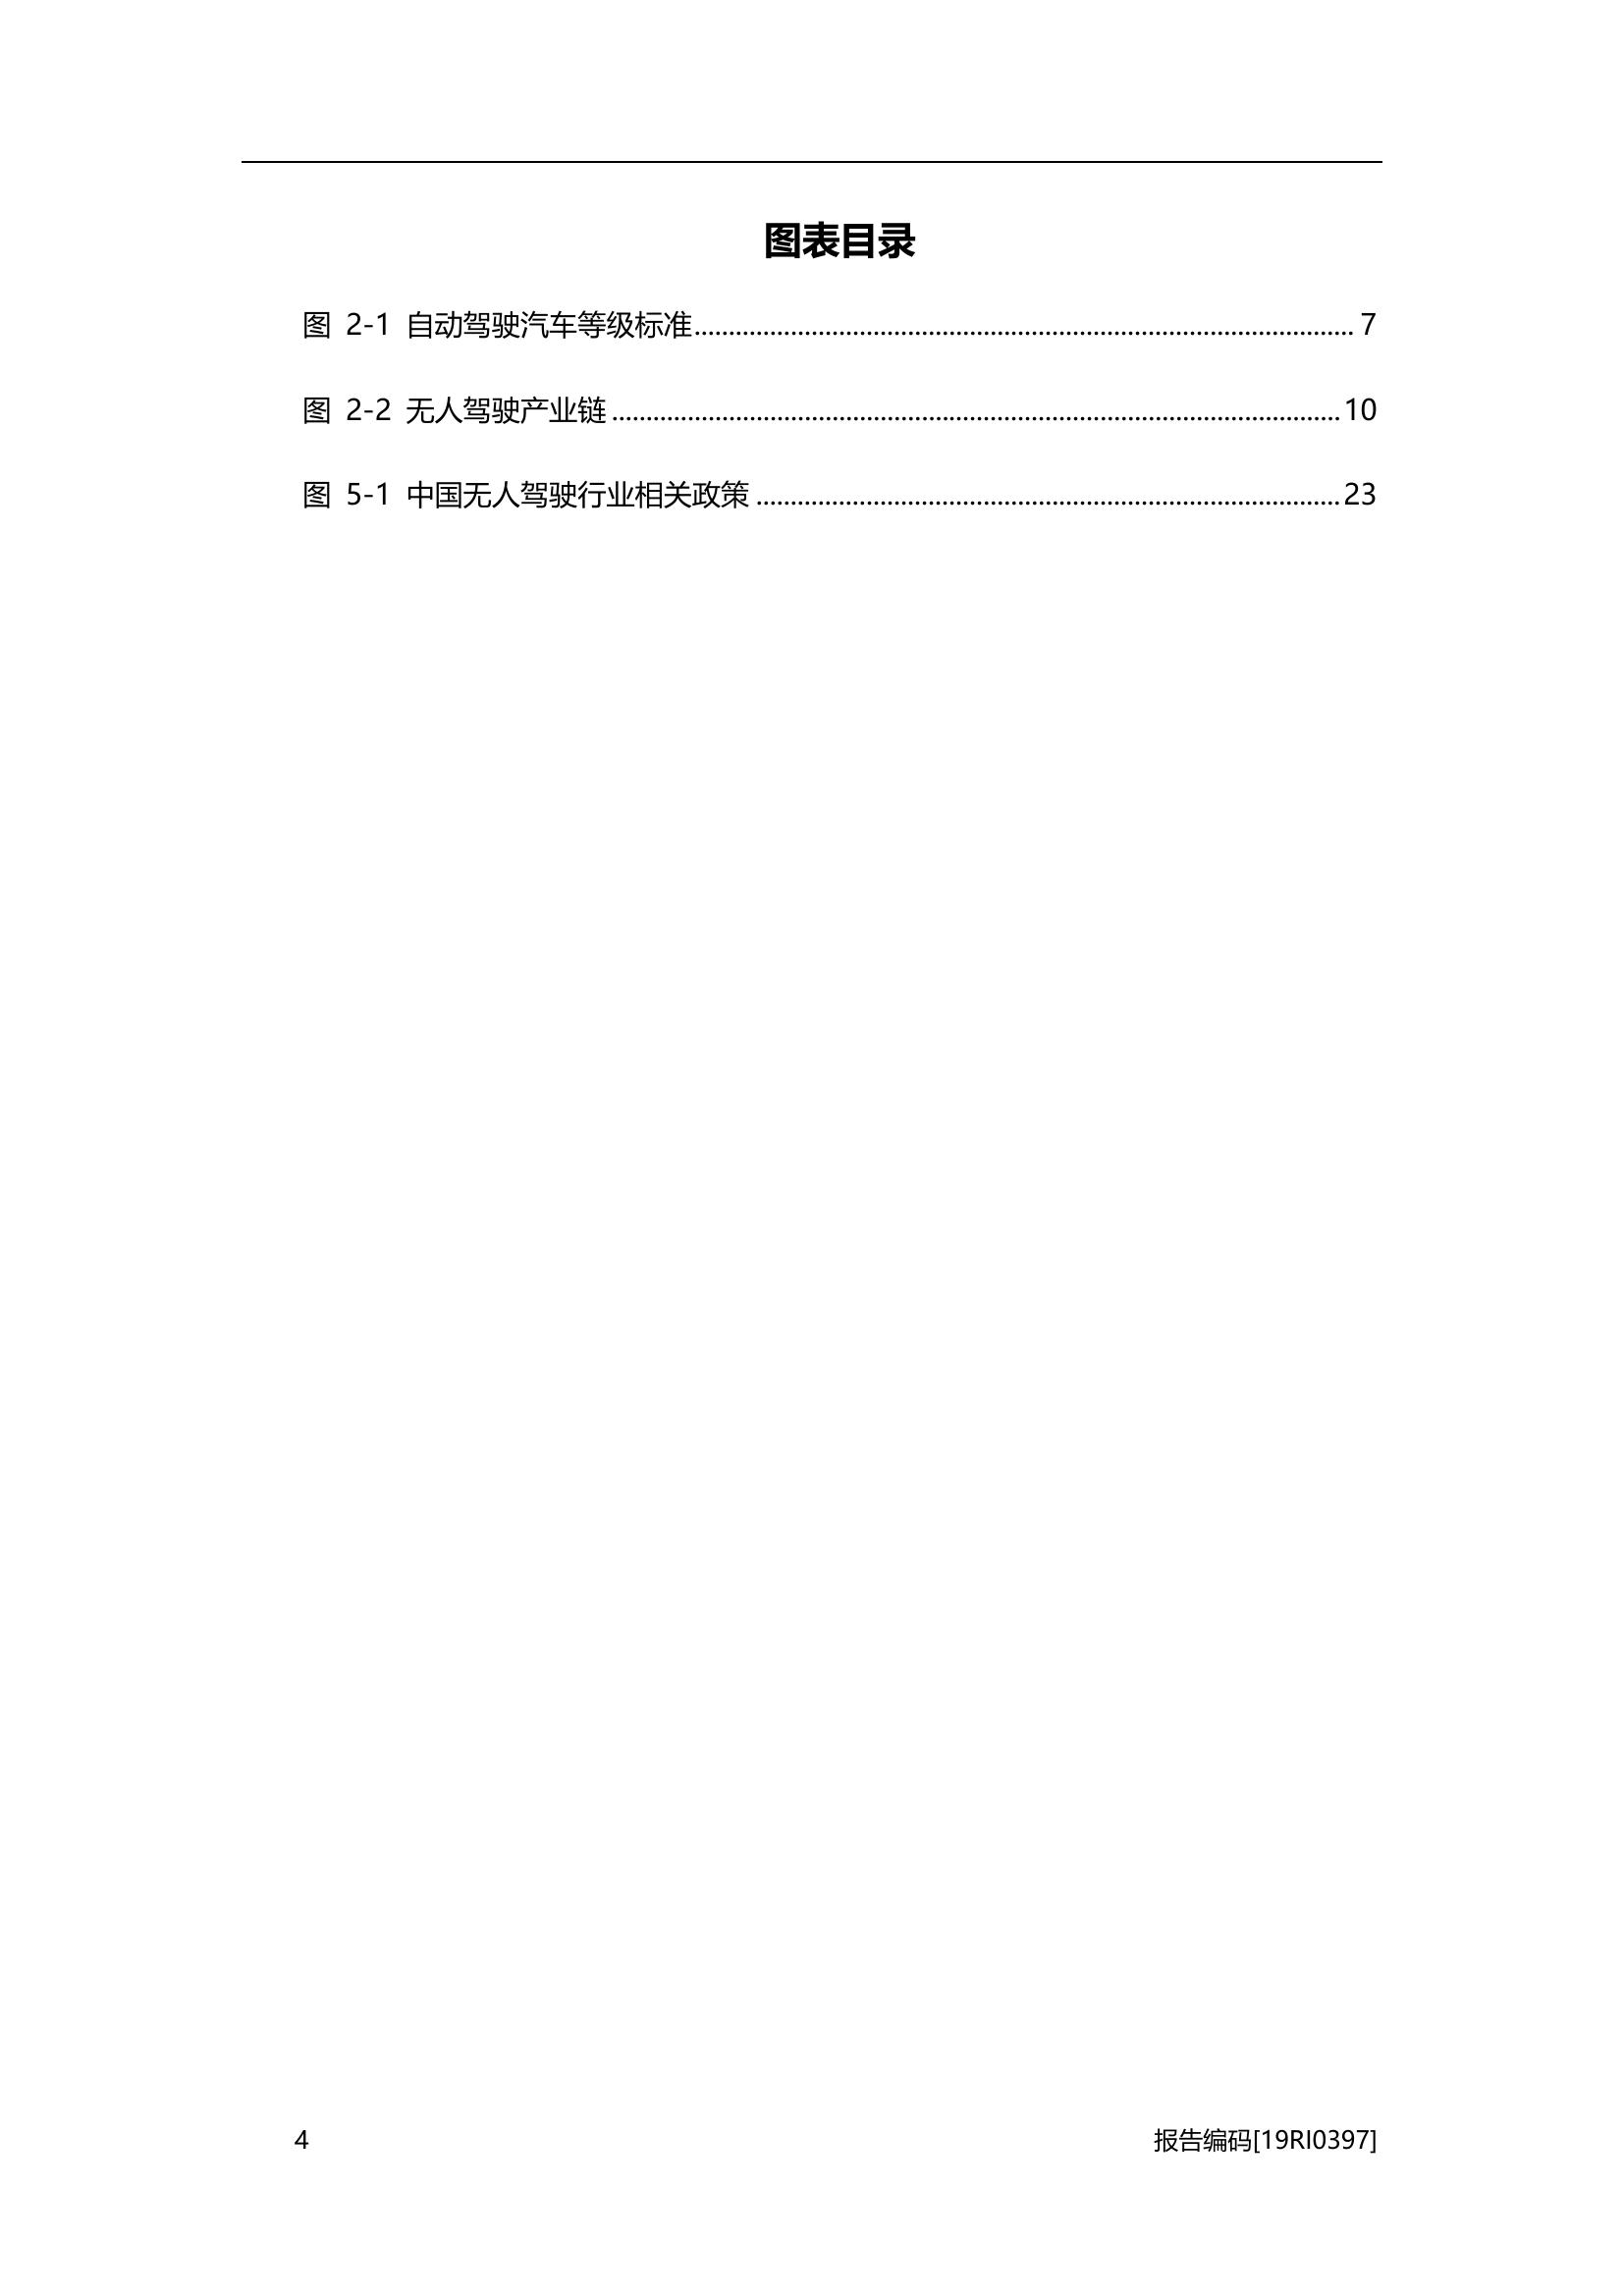 图表目录
图 2-1 自动驾驶汽车等级标准................................................................................................ 7
图 2-2 无人驾驶产业链 ..........................................................................................................10
图 5-1 中国无人驾驶行业相关政策 .....................................................................................23
4 报告编码[19RI0397]